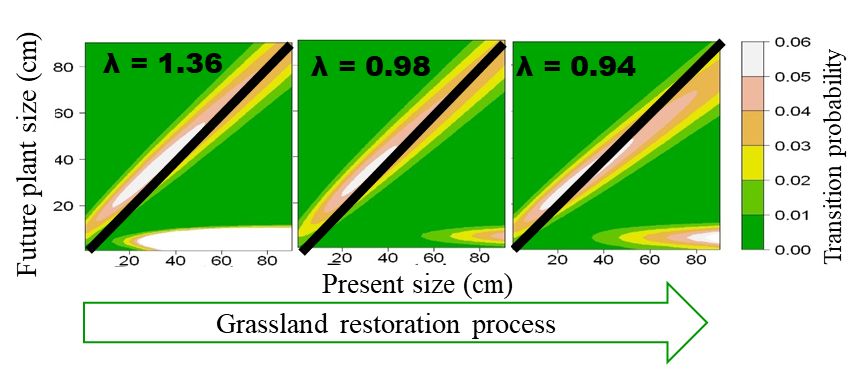 λ = 1.36
λ = 0.98
λ = 0.94
Future plant size (cm)
80
60
40
20
20 40 60 80
20 40 60 80
20 40 60 80
Present size (cm)
0.06
0.05
0.04
0.03
0.02
0.01
0.00
Transition probability
Grassland restoration process